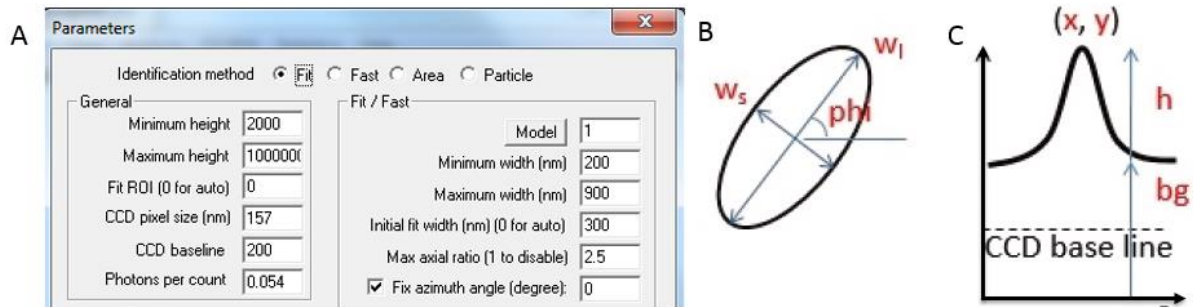 A
Parameters
x
Identification method Fit Fast Area Particle
General
Minimum height 2000
Maximum height 1000000
Fit ROI (0 for auto) 0
CCD pixel size (nm) 157
CCD baseline 200
Photons per count 0.054
Fit / Fast
Model 1
Minimum width (nm) 200
Maximum width (nm) 900
Initial fit width (nm) (0 for auto) 300
Max axial ratio (1 to disable) 2.5
Fix azimuth angle (degree): 0
B
wl
ws
phi
C
(x, y)
h
bg
CCD base line